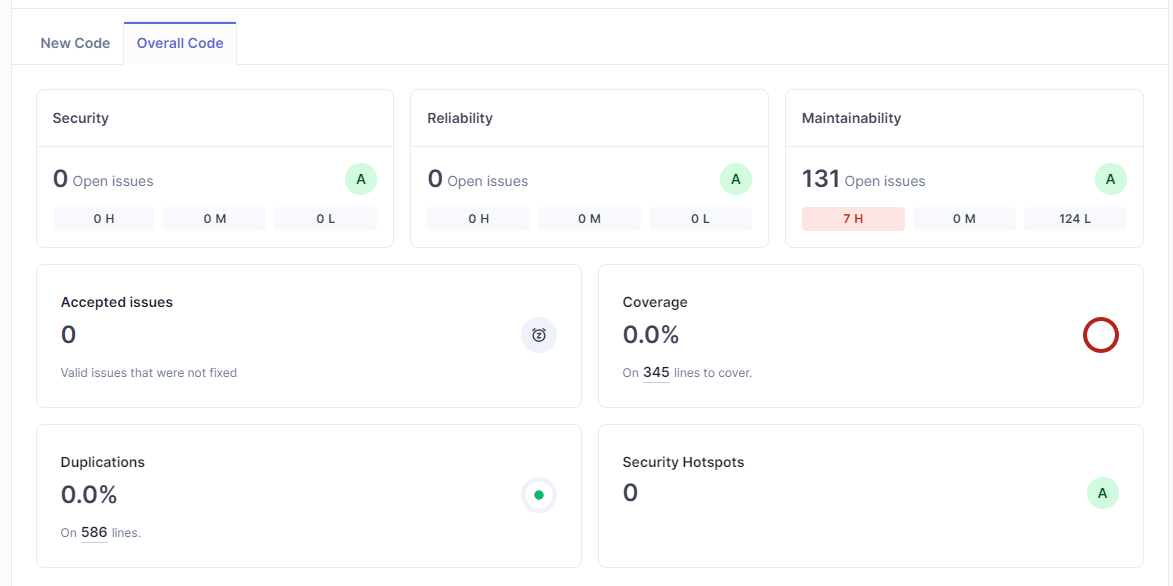 New Code Overall Code
Security
0 Open issues
A
0 H 0 M 0 L
Reliability
0 Open issues
A
0 H 0 M 0 L
Maintainability
131 Open issues
A
7 H 0 M 124 L
Accepted issues
0
Valid issues that were not fixed
Coverage
0.0%
On 345 lines to cover.
Duplications
0.0%
On 586 lines.
Security Hotspots
0
A